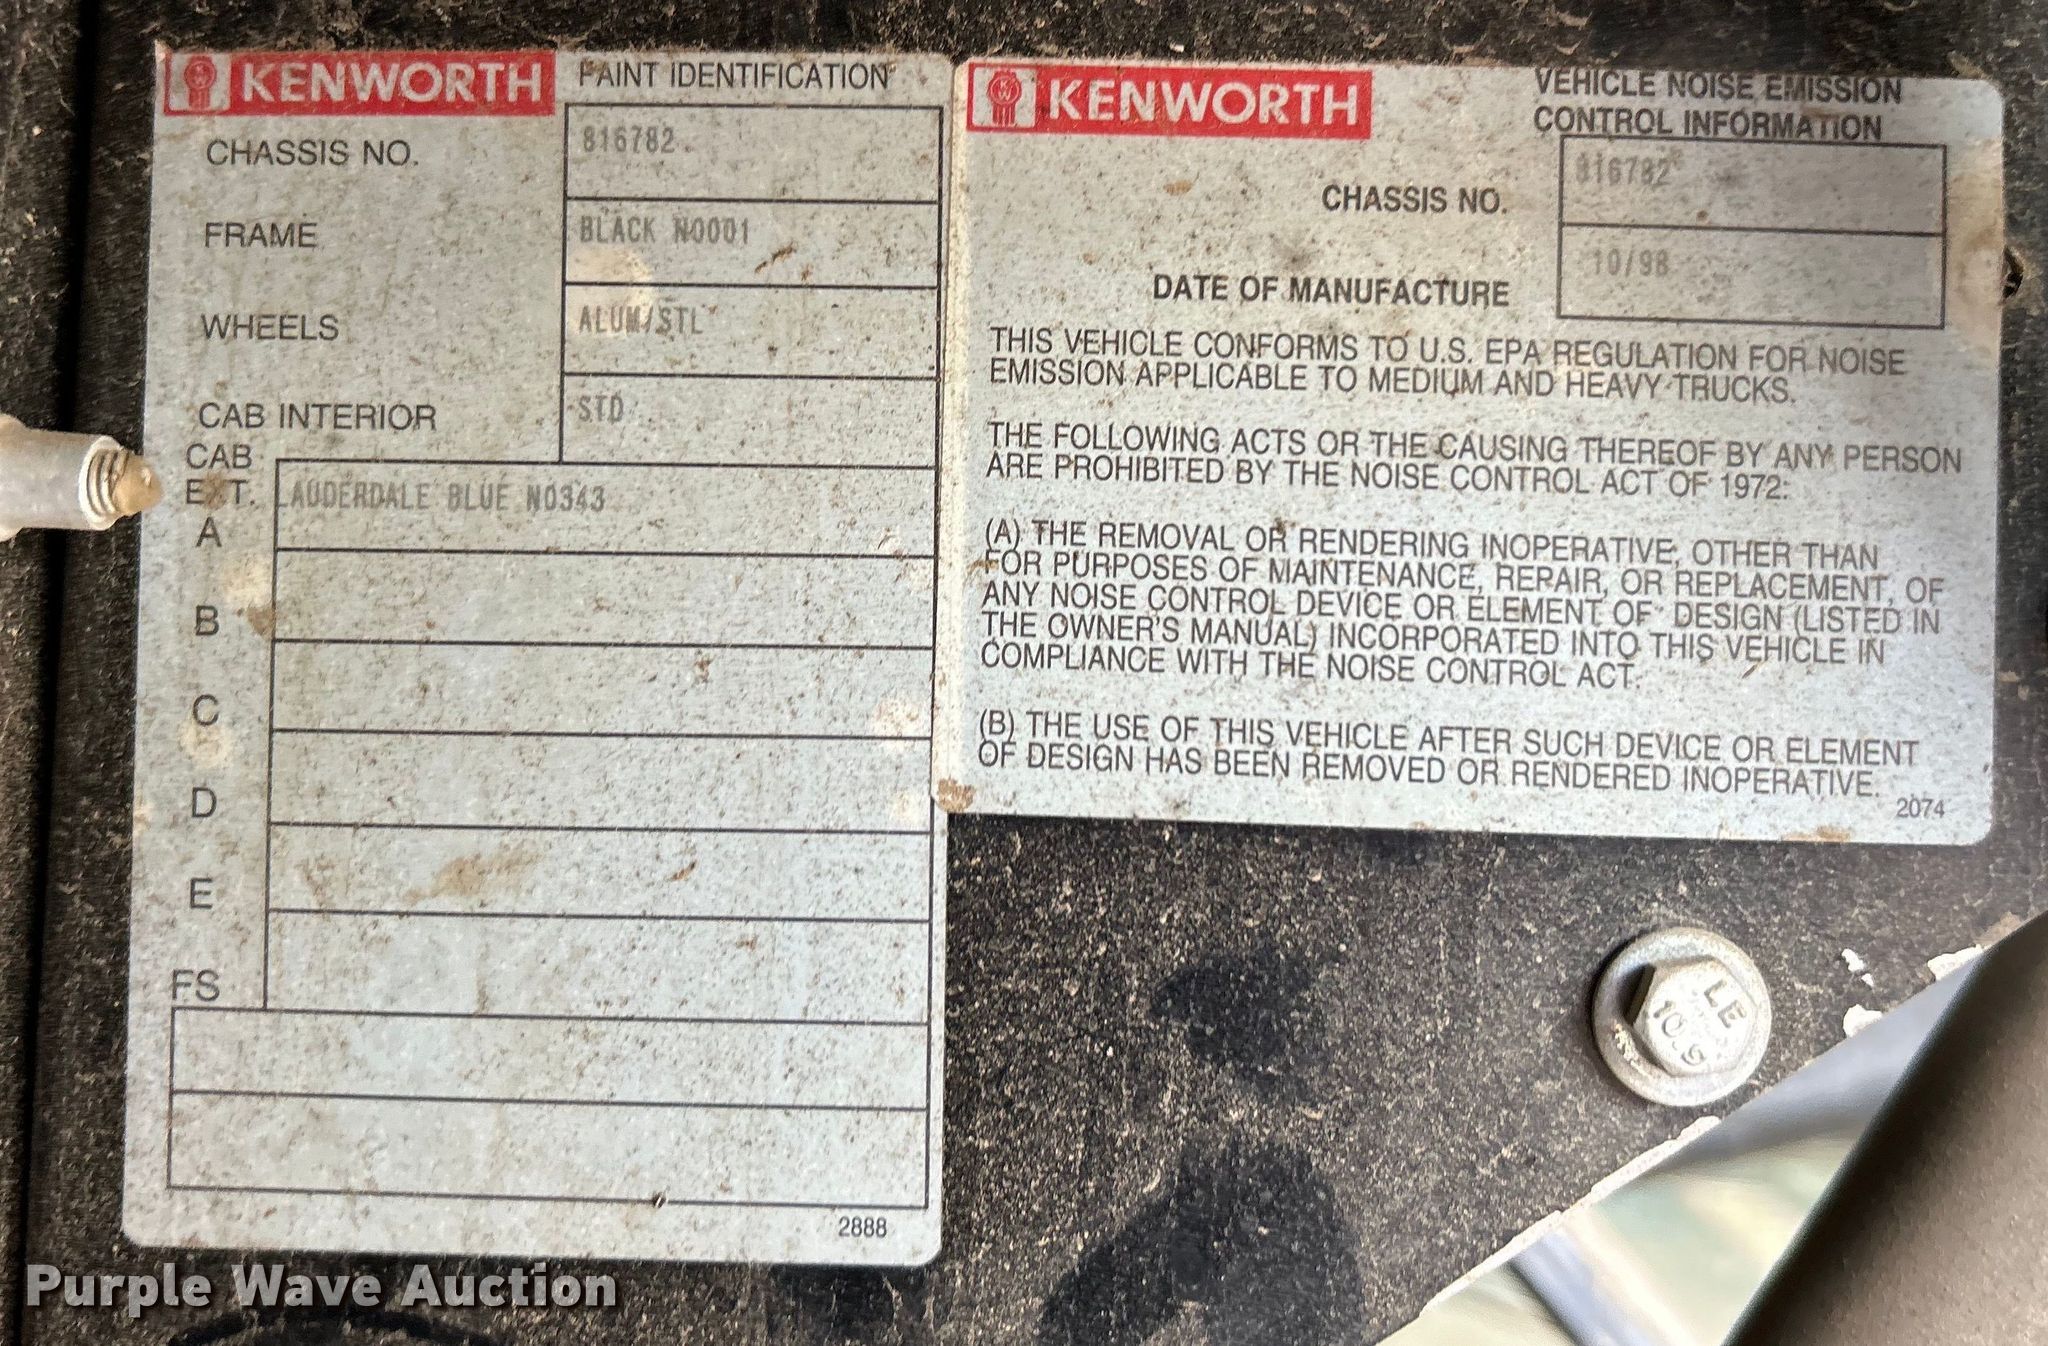 KENWORTH PAINT IDENTIFICATION
CHASSIS NO. 816782
FRAME BLACK N0001
WHEELS ALUM/STL
CAB INTERIOR STD
CAB
EXT. LAUDERDALE BLUE N0343
A
B
C
D
E
FS
2888
KENWORTH
VEHICLE NOISE EMISSION
CONTROL INFORMATION
CHASSIS NO. 816782
DATE OF MANUFACTURE 10/98
THIS VEHICLE CONFORMS TO U.S. EPA REGULATION FOR NOISE
EMISSION APPLICABLE TO MEDIUM AND HEAVY TRUCKS.
THE FOLLOWING ACTS OR THE CAUSING THEREOF BY ANY PERSON
ARE PROHIBITED BY THE NOISE CONTROL ACT OF 1972:
(A) THE REMOVAL OR RENDERING INOPERATIVE, OTHER THAN
FOR PURPOSES OF MAINTENANCE, REPAIR, OR REPLACEMENT, OF
ANY NOISE CONTROL DEVICE OR ELEMENT OF DESIGN (LISTED IN
THE OWNER'S MANUAL) INCORPORATED INTO THIS VEHICLE IN
COMPLIANCE WITH THE NOISE CONTROL ACT.
(B) THE USE OF THIS VEHICLE AFTER SUCH DEVICE OR ELEMENT
OF DESIGN HAS BEEN REMOVED OR RENDERED INOPERATIVE.
2074
LE
10.9
Purple Wave Auction